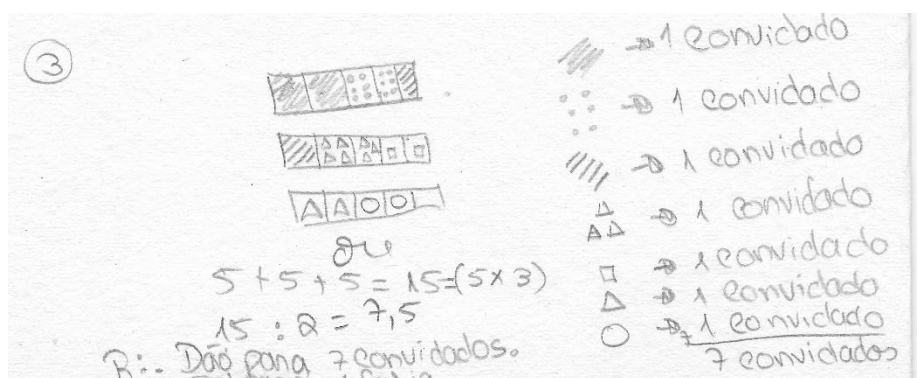 3
→ 1 convidado
→ 1 convidado
→ 1 convidado
→ 1 convidado
→ 1 convidado
→ 1 convidado
→ 1 convidado
7 convidados
ou
5 + 5 + 5 = 15 = (5 x 3)
15 : 2 = 7,5
R:. Dão para 7 convidados.